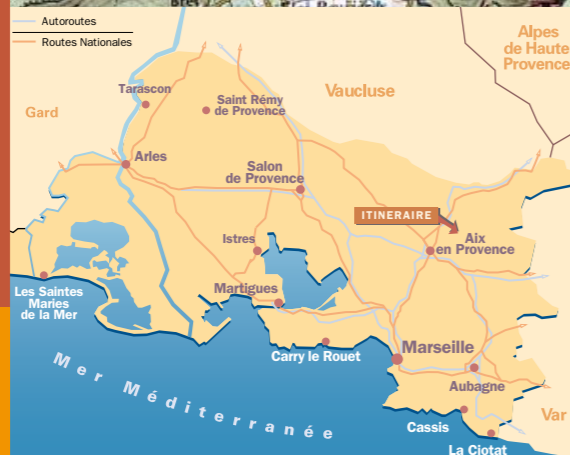 Autoroutes
Routes Nationales
Alpes
de Haute
Provence
Vaucluse
Gard
Tarascon
Saint Rémy
de Provence
Arles
Salon
de Provence
ITINERAIRE
Aix
en Provence
Istres
Les Saintes
Maries
de la Mer
Martigues
Carry le Rouet
Marseille
Aubagne
Mer Méditerranée
Cassis
Var
La Ciotat